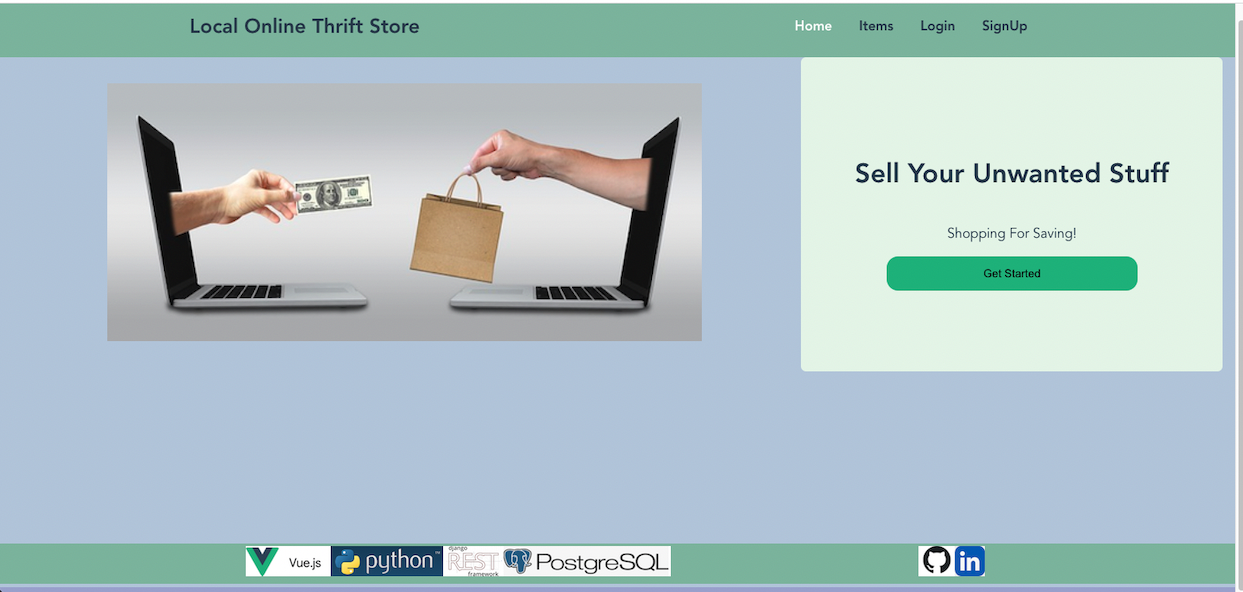 Local Online Thrift Store
Home Items Login SignUp
Sell Your Unwanted Stuff
Shopping For Saving!
Get Started
Vue.js
python™
django
REST
framework
PostgreSQL
in